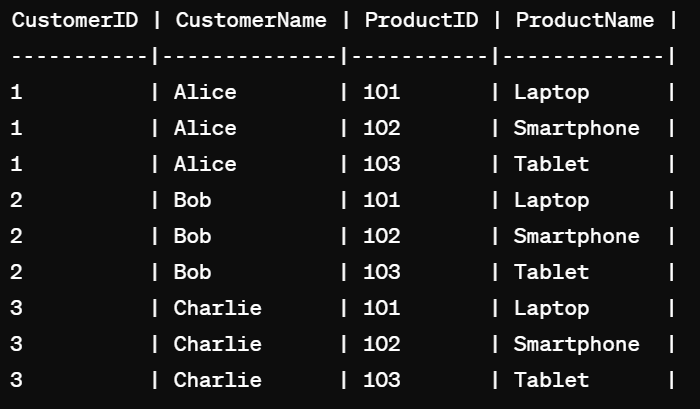 CustomerID | CustomerName | ProductID | ProductName |
-----------|--------------|-----------|-------------|
1          | Alice        | 101       | Laptop      |
1          | Alice        | 102       | Smartphone  |
1          | Alice        | 103       | Tablet      |
2          | Bob          | 101       | Laptop      |
2          | Bob          | 102       | Smartphone  |
2          | Bob          | 103       | Tablet      |
3          | Charlie      | 101       | Laptop      |
3          | Charlie      | 102       | Smartphone  |
3          | Charlie      | 103       | Tablet      |